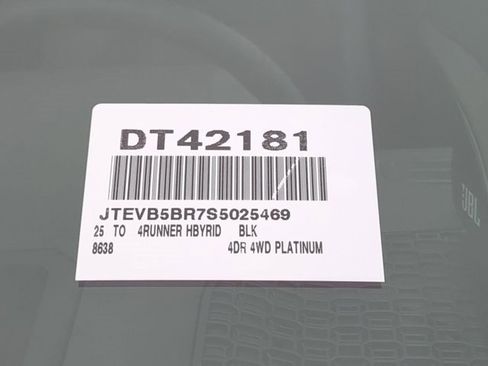 DT42181
JTEVB5BR7S5025469
25 TO 4RUNNER HBYRID BLK
8638 4DR 4WD PLATINUM
JBL